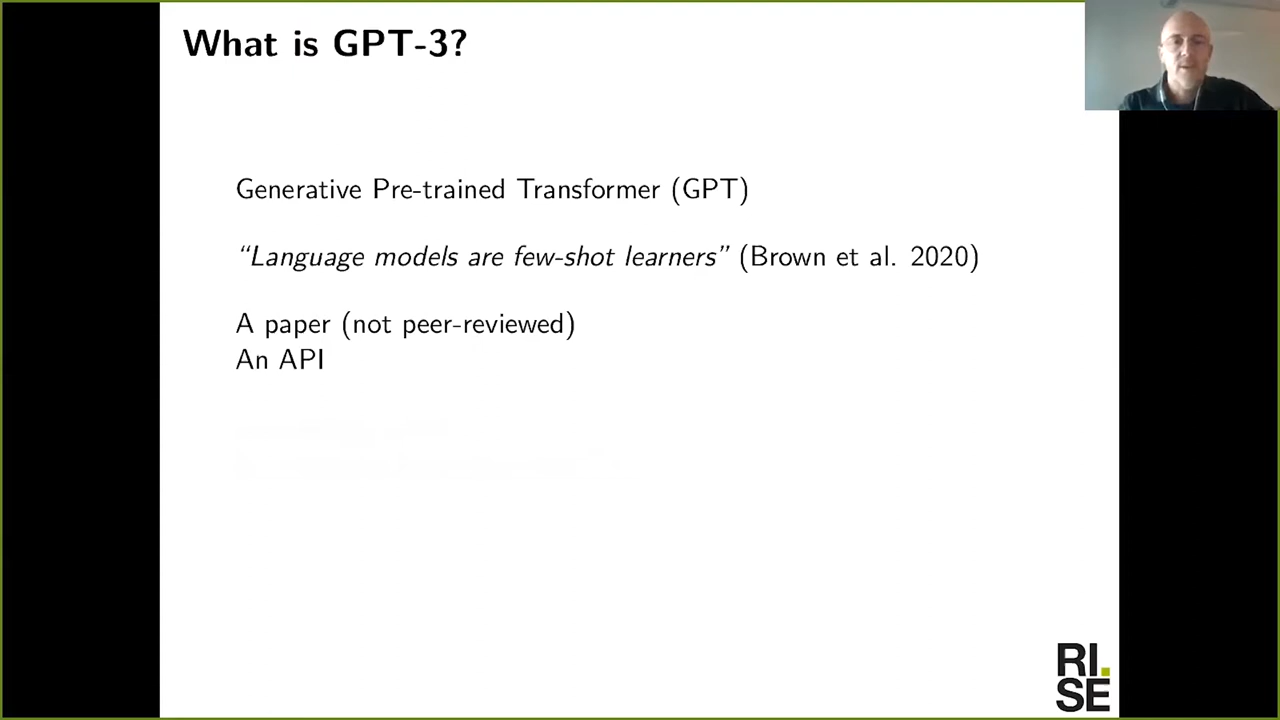 What is GPT-3?
Generative Pre-trained Transformer (GPT)
“Language models are few-shot learners” (Brown et al. 2020)
A paper (not peer-reviewed)
An API
RI.
SE